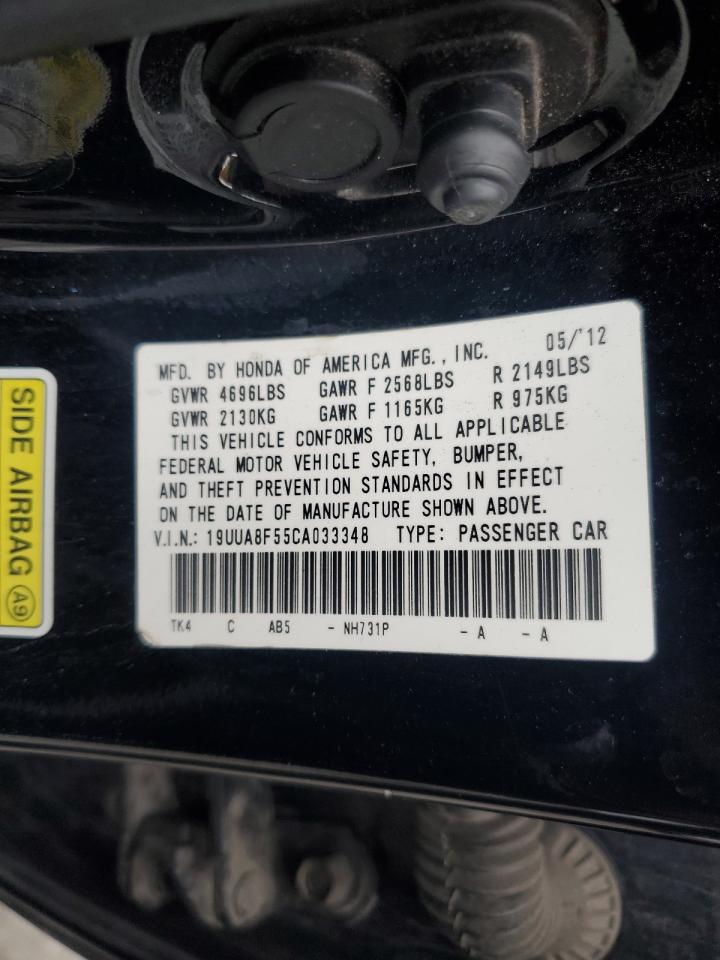 MFD. BY HONDA OF AMERICA MFG., INC. 05/'12
GVWR 4696LBS GAWR F 2568LBS R 2149LBS
GVWR 2130KG GAWR F 1165KG R 975KG
THIS VEHICLE CONFORMS TO ALL APPLICABLE
FEDERAL MOTOR VEHICLE SAFETY, BUMPER,
AND THEFT PREVENTION STANDARDS IN EFFECT
ON THE DATE OF MANUFACTURE SHOWN ABOVE.
V.I.N.: 19UUA8F55CA033348 TYPE: PASSENGER CAR
TK4 C AB5 - NH731P - A - A
SIDE AIRBAG A9